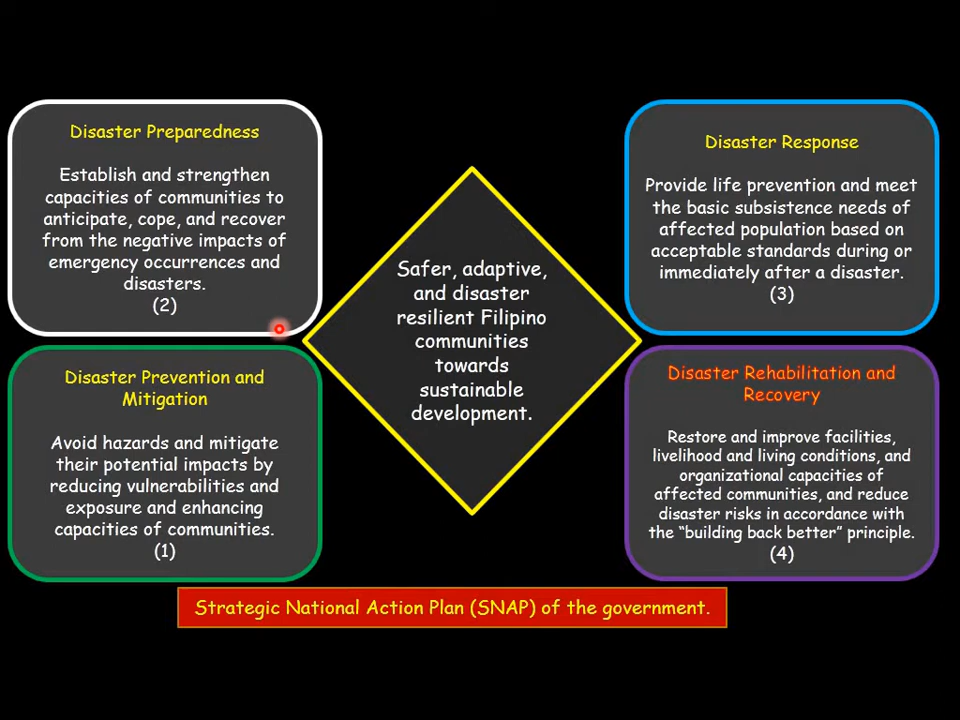 Disaster Preparedness
Establish and strengthen
capacities of communities to
anticipate, cope, and recover
from the negative impacts of
emergency occurrences and
disasters.
(2)
Disaster Prevention and
Mitigation
Avoid hazards and mitigate
their potential impacts by
reducing vulnerabilities and
exposure and enhancing
capacities of communities.
(1)
Safer, adaptive,
and disaster
resilient Filipino
communities
towards
sustainable
development.
Disaster Response
Provide life prevention and meet
the basic subsistence needs of
affected population based on
acceptable standards during or
immediately after a disaster.
(3)
Disaster Rehabilitation and
Recovery
Restore and improve facilities,
livelihood and living conditions, and
organizational capacities of
affected communities, and reduce
disaster risks in accordance with
the “building back better” principle.
(4)
Strategic National Action Plan (SNAP) of the government.